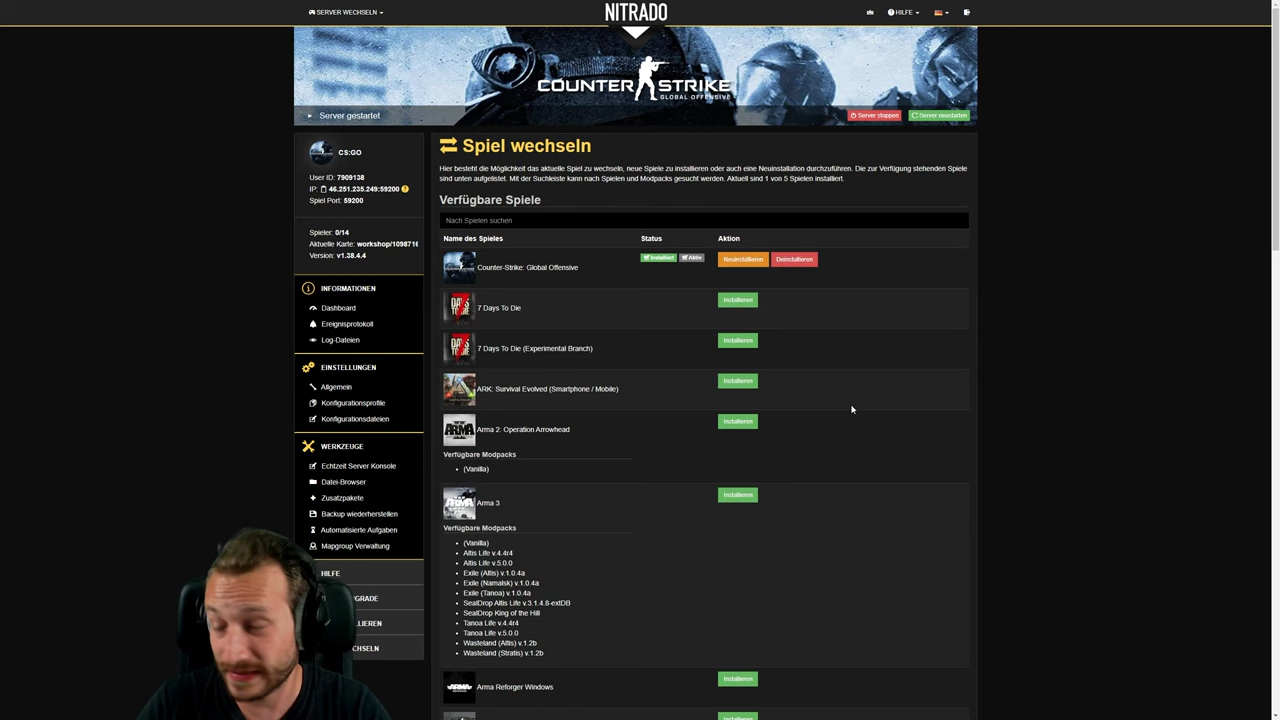 SERVER WECHSELN
NITRADO
HILFE
COUNTER STRIKE
GLOBAL OFFENSIVE
Server gestartet
Server stoppen
Server neustarten
CS:GO
User ID: 7909138
IP: 46.251.235.249:59200
Spiel Port: 59200
Spieler: 0/14
Aktuelle Karte: workshop/109871
Version: v1.38.4.4
INFORMATIONEN
Dashboard
Ereignisprotokoll
Log-Dateien
EINSTELLUNGEN
Allgemein
Konfigurationsprofile
Konfigurationsdateien
WERKZEUGE
Echtzeit Server Konsole
Datei-Browser
Zusatzpakete
Backup wiederherstellen
Automatisierte Aufgaben
Mapgroup Verwaltung
HILFE
GRADE
LLIEREN
CHSELN
Spiel wechseln
Hier besteht die Möglichkeit das aktuelle Spiel zu wechseln, neue Spiele zu installieren oder auch eine Neuinstallation durchzuführen. Die zur Verfügung stehenden Spiele
sind unten aufgelistet. Mit der Suchleiste kann nach Spielen und Modpacks gesucht werden. Aktuell sind 1 von 5 Spielen installiert.
Verfügbare Spiele
Nach Spielen suchen
Name des Spieles Status Aktion
Counter-Strike: Global Offensive Installiert Aktiv Neuinstallieren Deinstallieren
7 Days To Die Installieren
7 Days To Die (Experimental Branch) Installieren
ARK: Survival Evolved (Smartphone / Mobile) Installieren
Arma 2: Operation Arrowhead Installieren
Verfügbare Modpacks
(Vanilla)
Arma 3 Installieren
Verfügbare Modpacks
(Vanilla)
Altis Life v.4.4r4
Altis Life v.5.0.0
Exile (Altis) v.1.0.4a
Exile (Namalsk) v.1.0.4a
Exile (Tanoa) v.1.0.4a
SealDrop Altis Life v.3.1.4.8-extDB
SealDrop King of the Hill
Tanoa Life v.4.4r4
Tanoa Life v.5.0.0
Wasteland (Altis) v.1.2b
Wasteland (Stratis) v.1.2b
Arma Reforger Windows Installieren